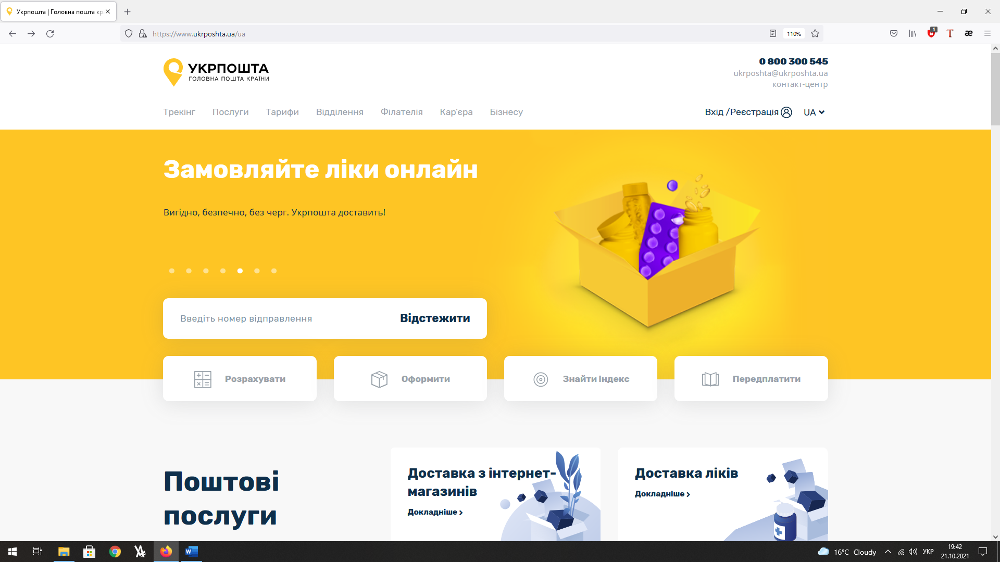 Укрпошта | Головна пошта кр
https://www.ukrposhta.ua/ua
110%
1
УКРПОШТА
ГОЛОВНА ПОШТА КРАЇНИ
0 800 300 545
ukrposhta@ukrposhta.ua
контакт-центр
Трекінг Послуги Тарифи Відділення Філателія Кар’єра Бізнесу
Вхід /Реєстрація UA
Замовляйте ліки онлайн
Вигідно, безпечно, без черг. Укрпошта доставить!
Введіть номер відправлення Відстежити
Розрахувати Оформити Знайти індекс Передплатити
Поштові
послуги
Доставка з інтернет-
магазинів
Докладніше
Доставка ліків
Докладніше
16°C Cloudy УКР
19:42
21.10.2021